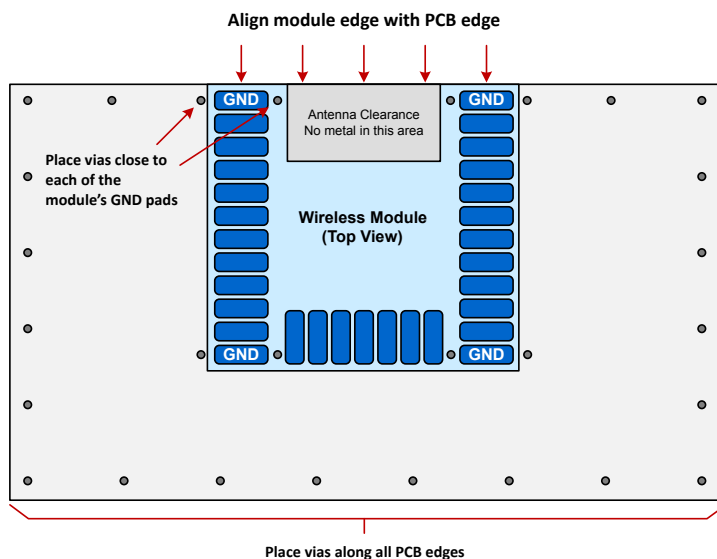 Align module edge with PCB edge
GND
GND
Antenna Clearance
No metal in this area
Place vias close to
each of the
module's GND pads
Wireless Module
(Top View)
GND
GND
Place vias along all PCB edges